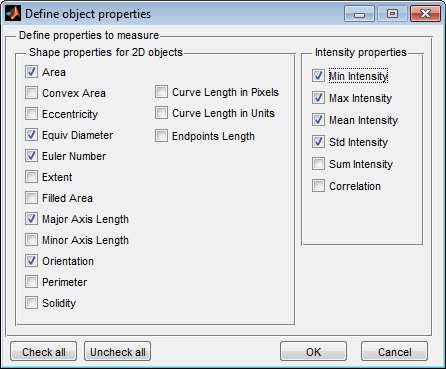 Define object properties
Define properties to measure
Shape properties for 2D objects
Area
Convex Area
Eccentricity
Equiv Diameter
Euler Number
Extent
Filled Area
Major Axis Length
Minor Axis Length
Orientation
Perimeter
Solidity
Curve Length in Pixels
Curve Length in Units
Endpoints Length
Intensity properties
Min Intensity
Max Intensity
Mean Intensity
Std Intensity
Sum Intensity
Correlation
Check all
Uncheck all
OK
Cancel